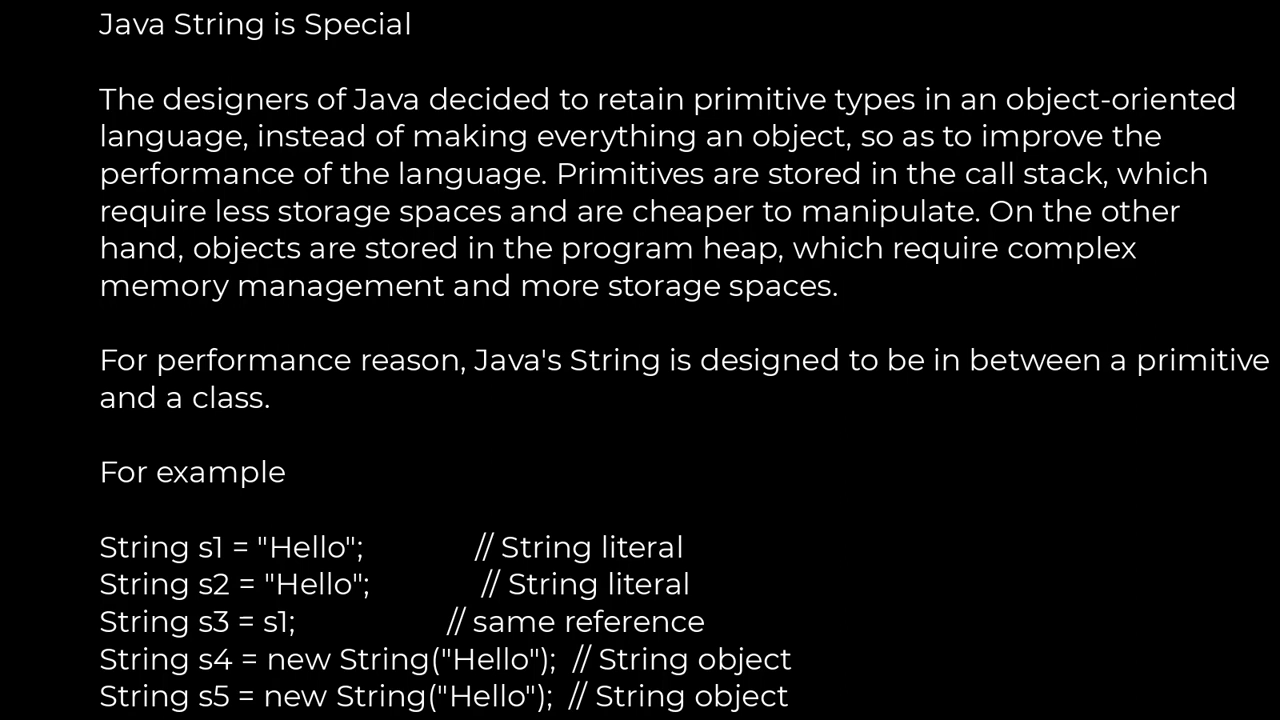 Java String is Special
The designers of Java decided to retain primitive types in an object-oriented
language, instead of making everything an object, so as to improve the
performance of the language. Primitives are stored in the call stack, which
require less storage spaces and are cheaper to manipulate. On the other
hand, objects are stored in the program heap, which require complex
memory management and more storage spaces.
For performance reason, Java's String is designed to be in between a primitive
and a class.
For example
String s1 = "Hello"; // String literal
String s2 = "Hello"; // String literal
String s3 = s1; // same reference
String s4 = new String("Hello"); // String object
String s5 = new String("Hello"); // String object